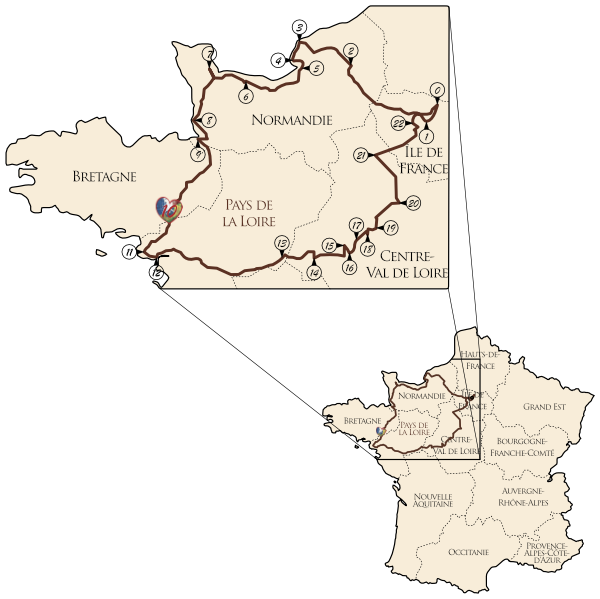 3
2
7
4
5
6
0
NORMANDIE
8
22
1
ÎLE DE
FRANCE
9
21
BRETAGNE
PAYS DE
LA LOIRE
10
20
11
12
13
15
17
19
18
14
16
CENTRE-
VAL DE LOIRE
HAUTS-DE-
FRANCE
NORMANDIE
ÎLE DE
FRANCE
GRAND EST
BRETAGNE
PAYS DE
LA LOIRE
CENTRE-
VAL DE LOIRE
BOURGOGNE-
FRANCHE-COMTÉ
NOUVELLE
AQUITAINE
AUVERGNE-
RHÔNE-ALPES
OCCITANIE
PROVENCE-
ALPES-CÔTE-
D'AZUR